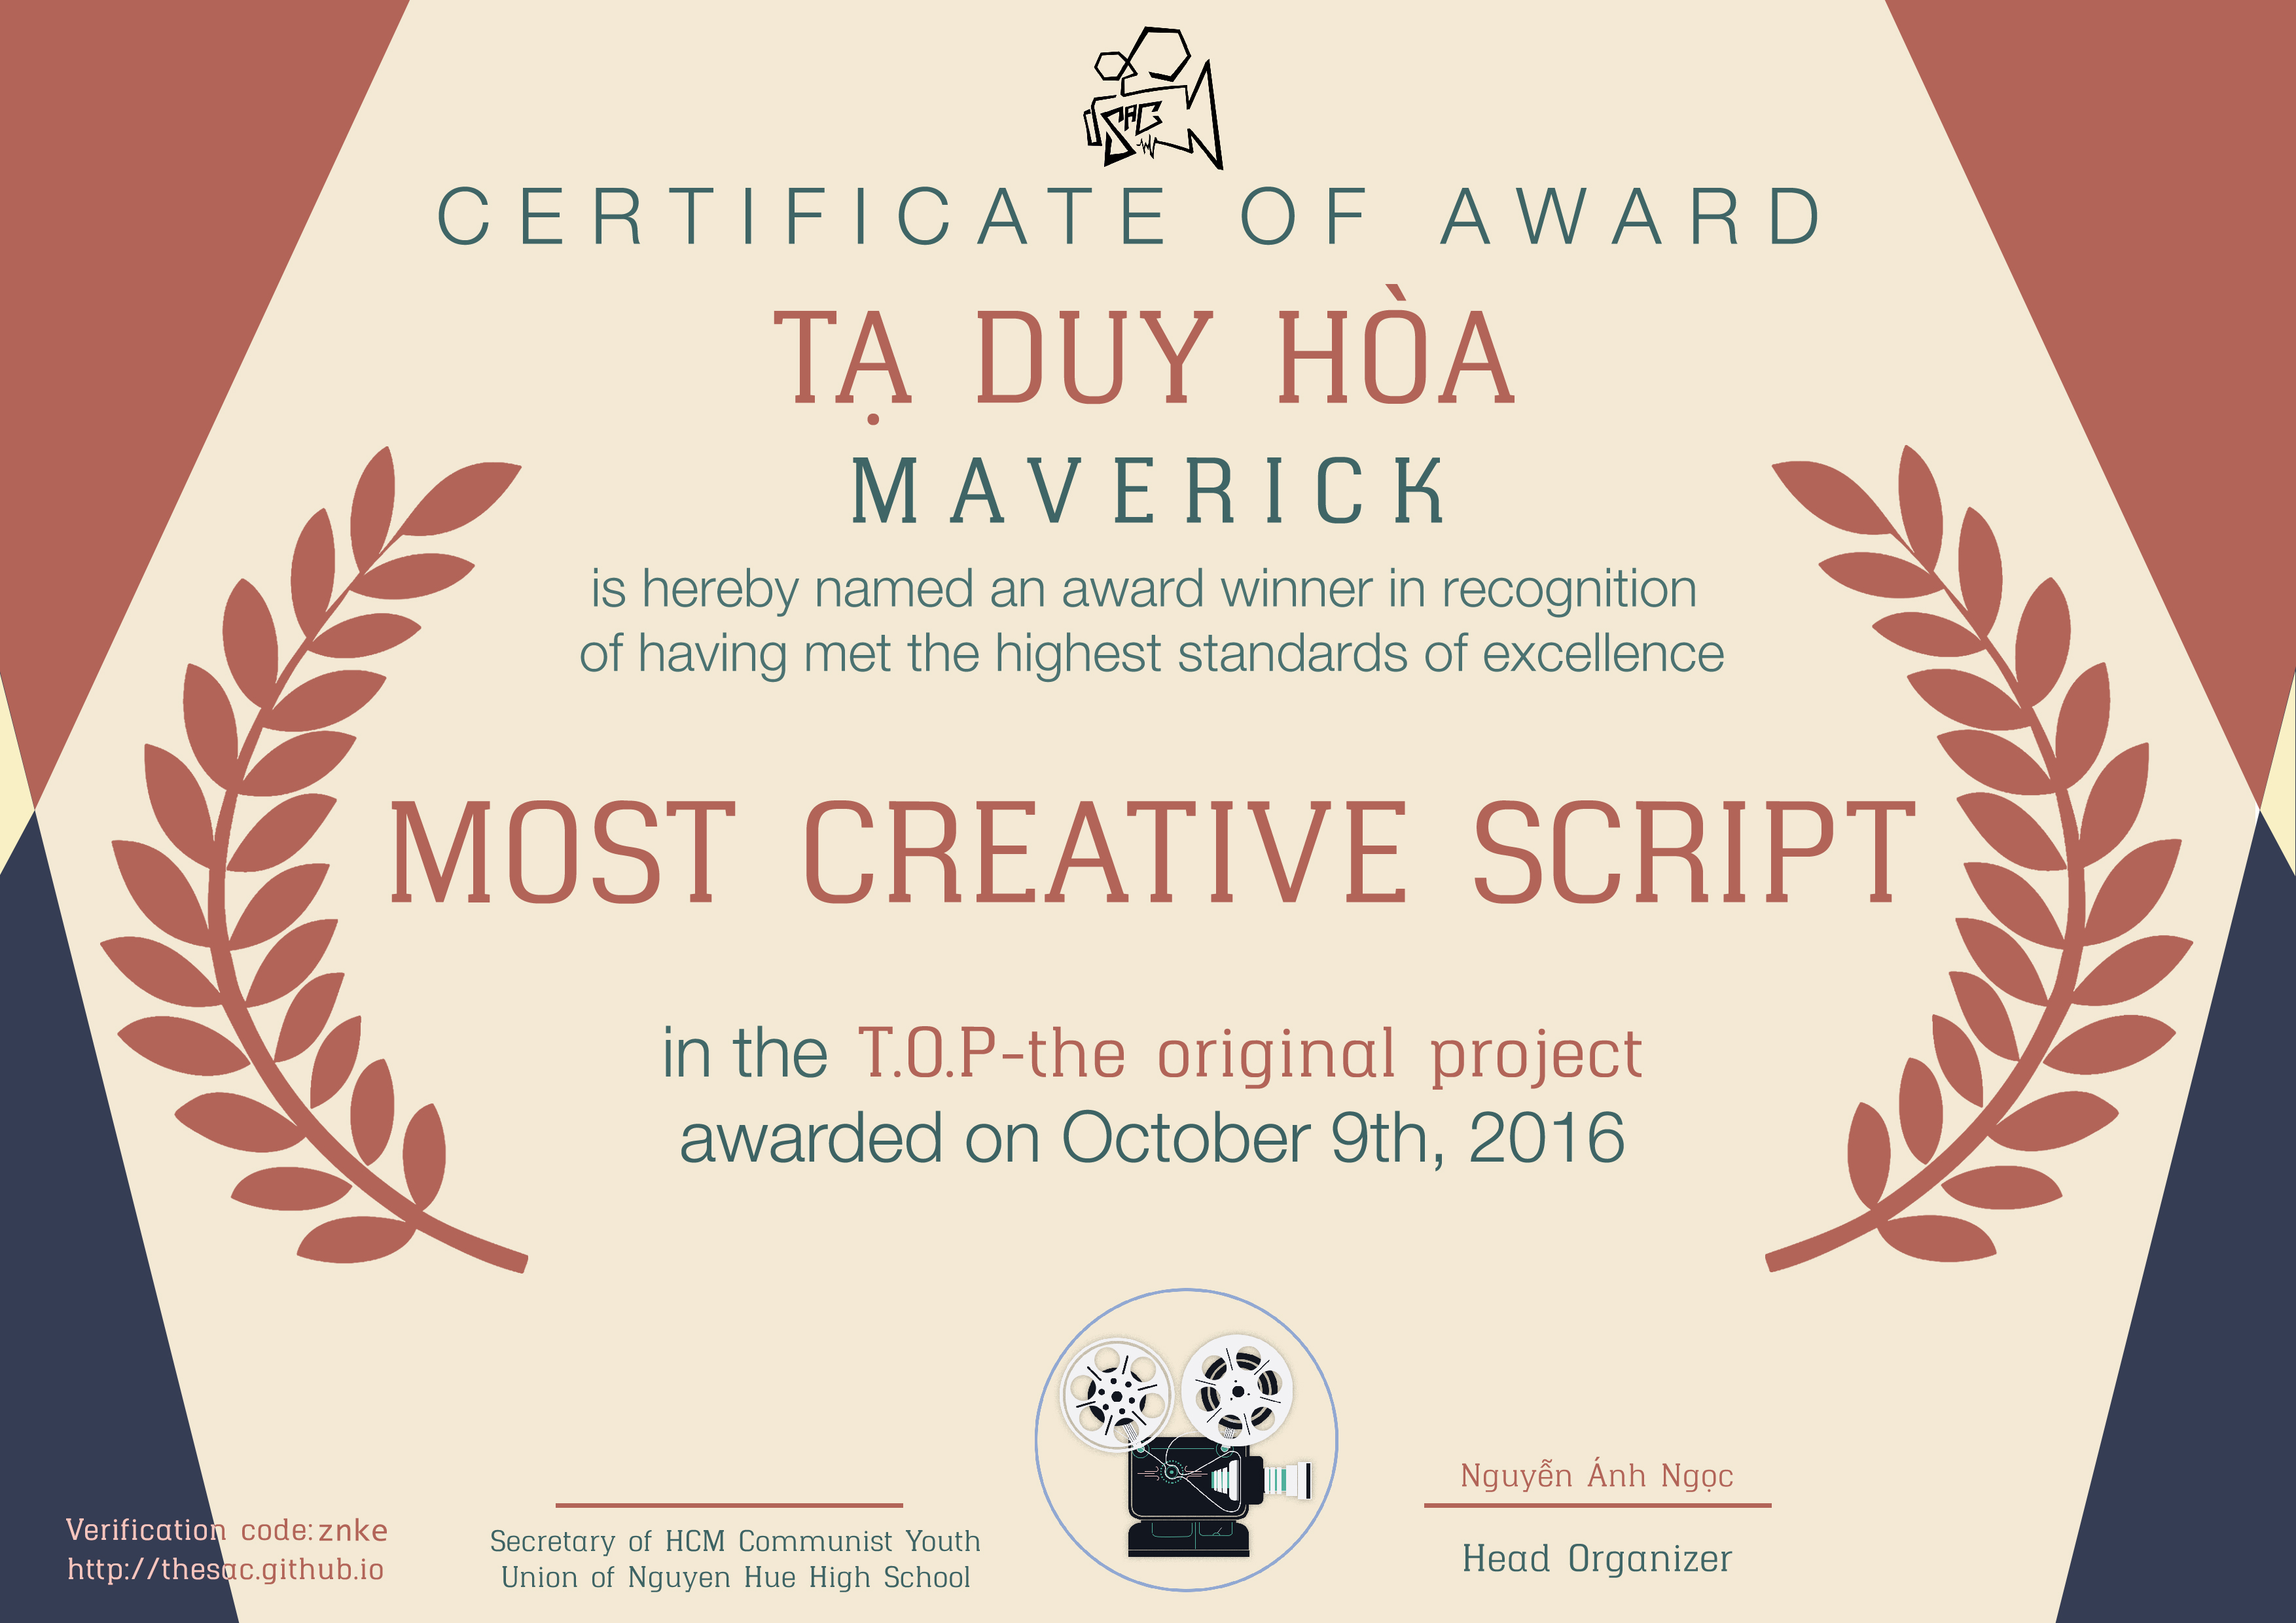 SAC
CERTIFICATE OF AWARD
TẠ DUY HÒA
MAVERICK
is hereby named an award winner in recognition
of having met the highest standards of excellence
MOST CREATIVE SCRIPT
in the T.O.P-the original project
awarded on October 9th, 2016
Nguyễn Ánh Ngọc
Verification code: znke
http://thesac.github.io
Secretary of HCM Communist Youth
Union of Nguyen Hue High School
Head Organizer